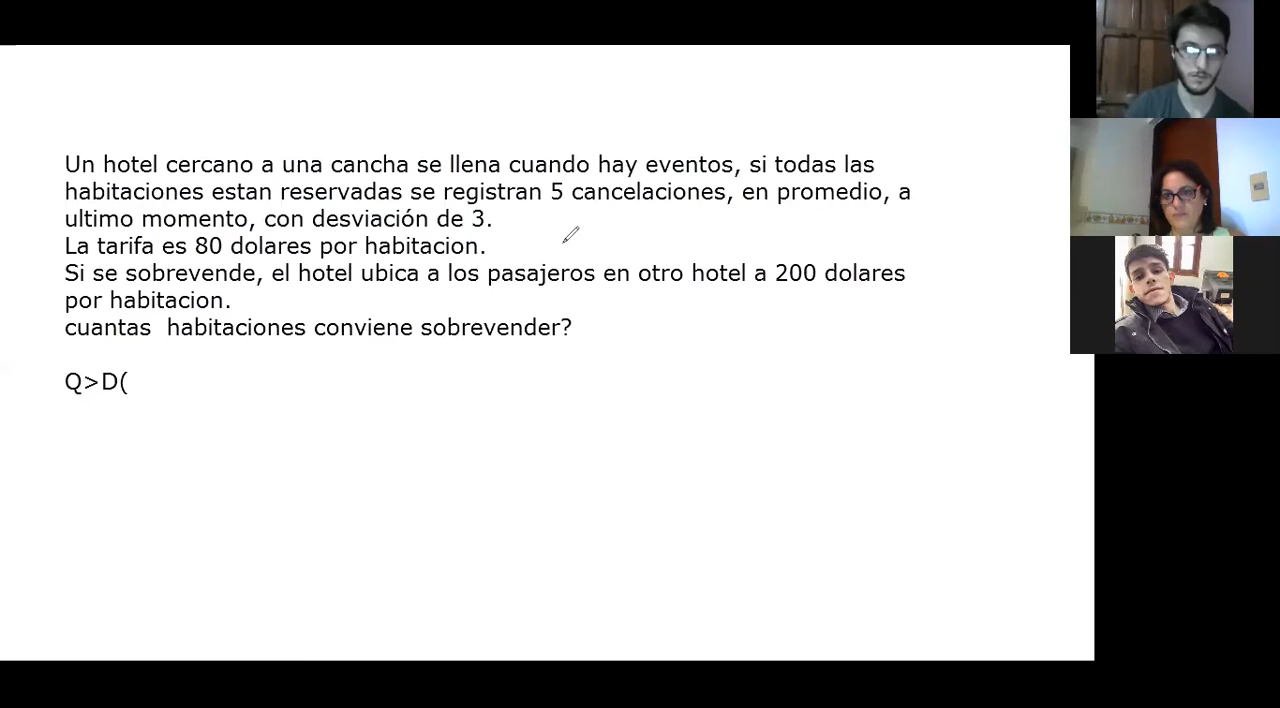 Un hotel cercano a una cancha se llena cuando hay eventos, si todas las
habitaciones estan reservadas se registran 5 cancelaciones, en promedio, a
ultimo momento, con desviación de 3.
La tarifa es 80 dolares por habitacion.
Si se sobrevende, el hotel ubica a los pasajeros en otro hotel a 200 dolares
por habitacion.
cuantas  habitaciones conviene sobrevender?
Q>D(